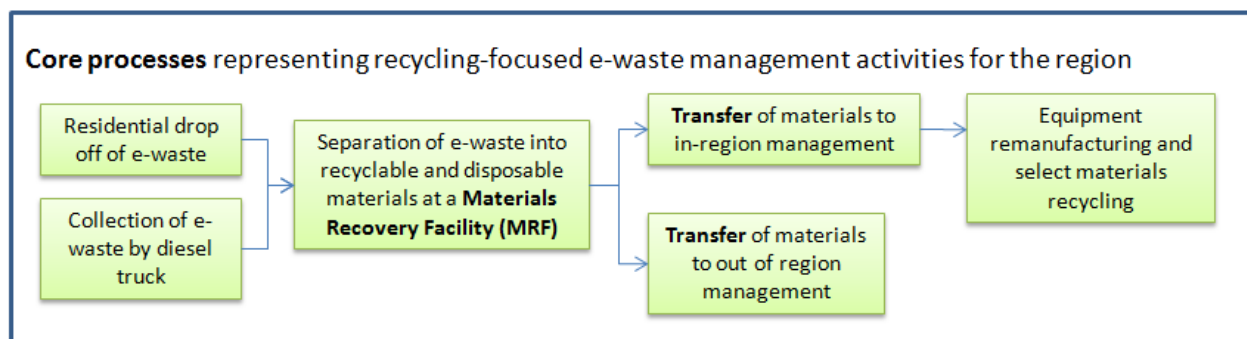 Core processes representing recycling-focused e-waste management activities for the region
Residential drop
off of e-waste
Collection of e-
waste by diesel
truck
Separation of e-waste into
recyclable and disposable
materials at a Materials
Recovery Facility (MRF)
Transfer of materials to
in-region management
Transfer of materials
to out of region
management
Equipment
remanufacturing and
select materials
recycling